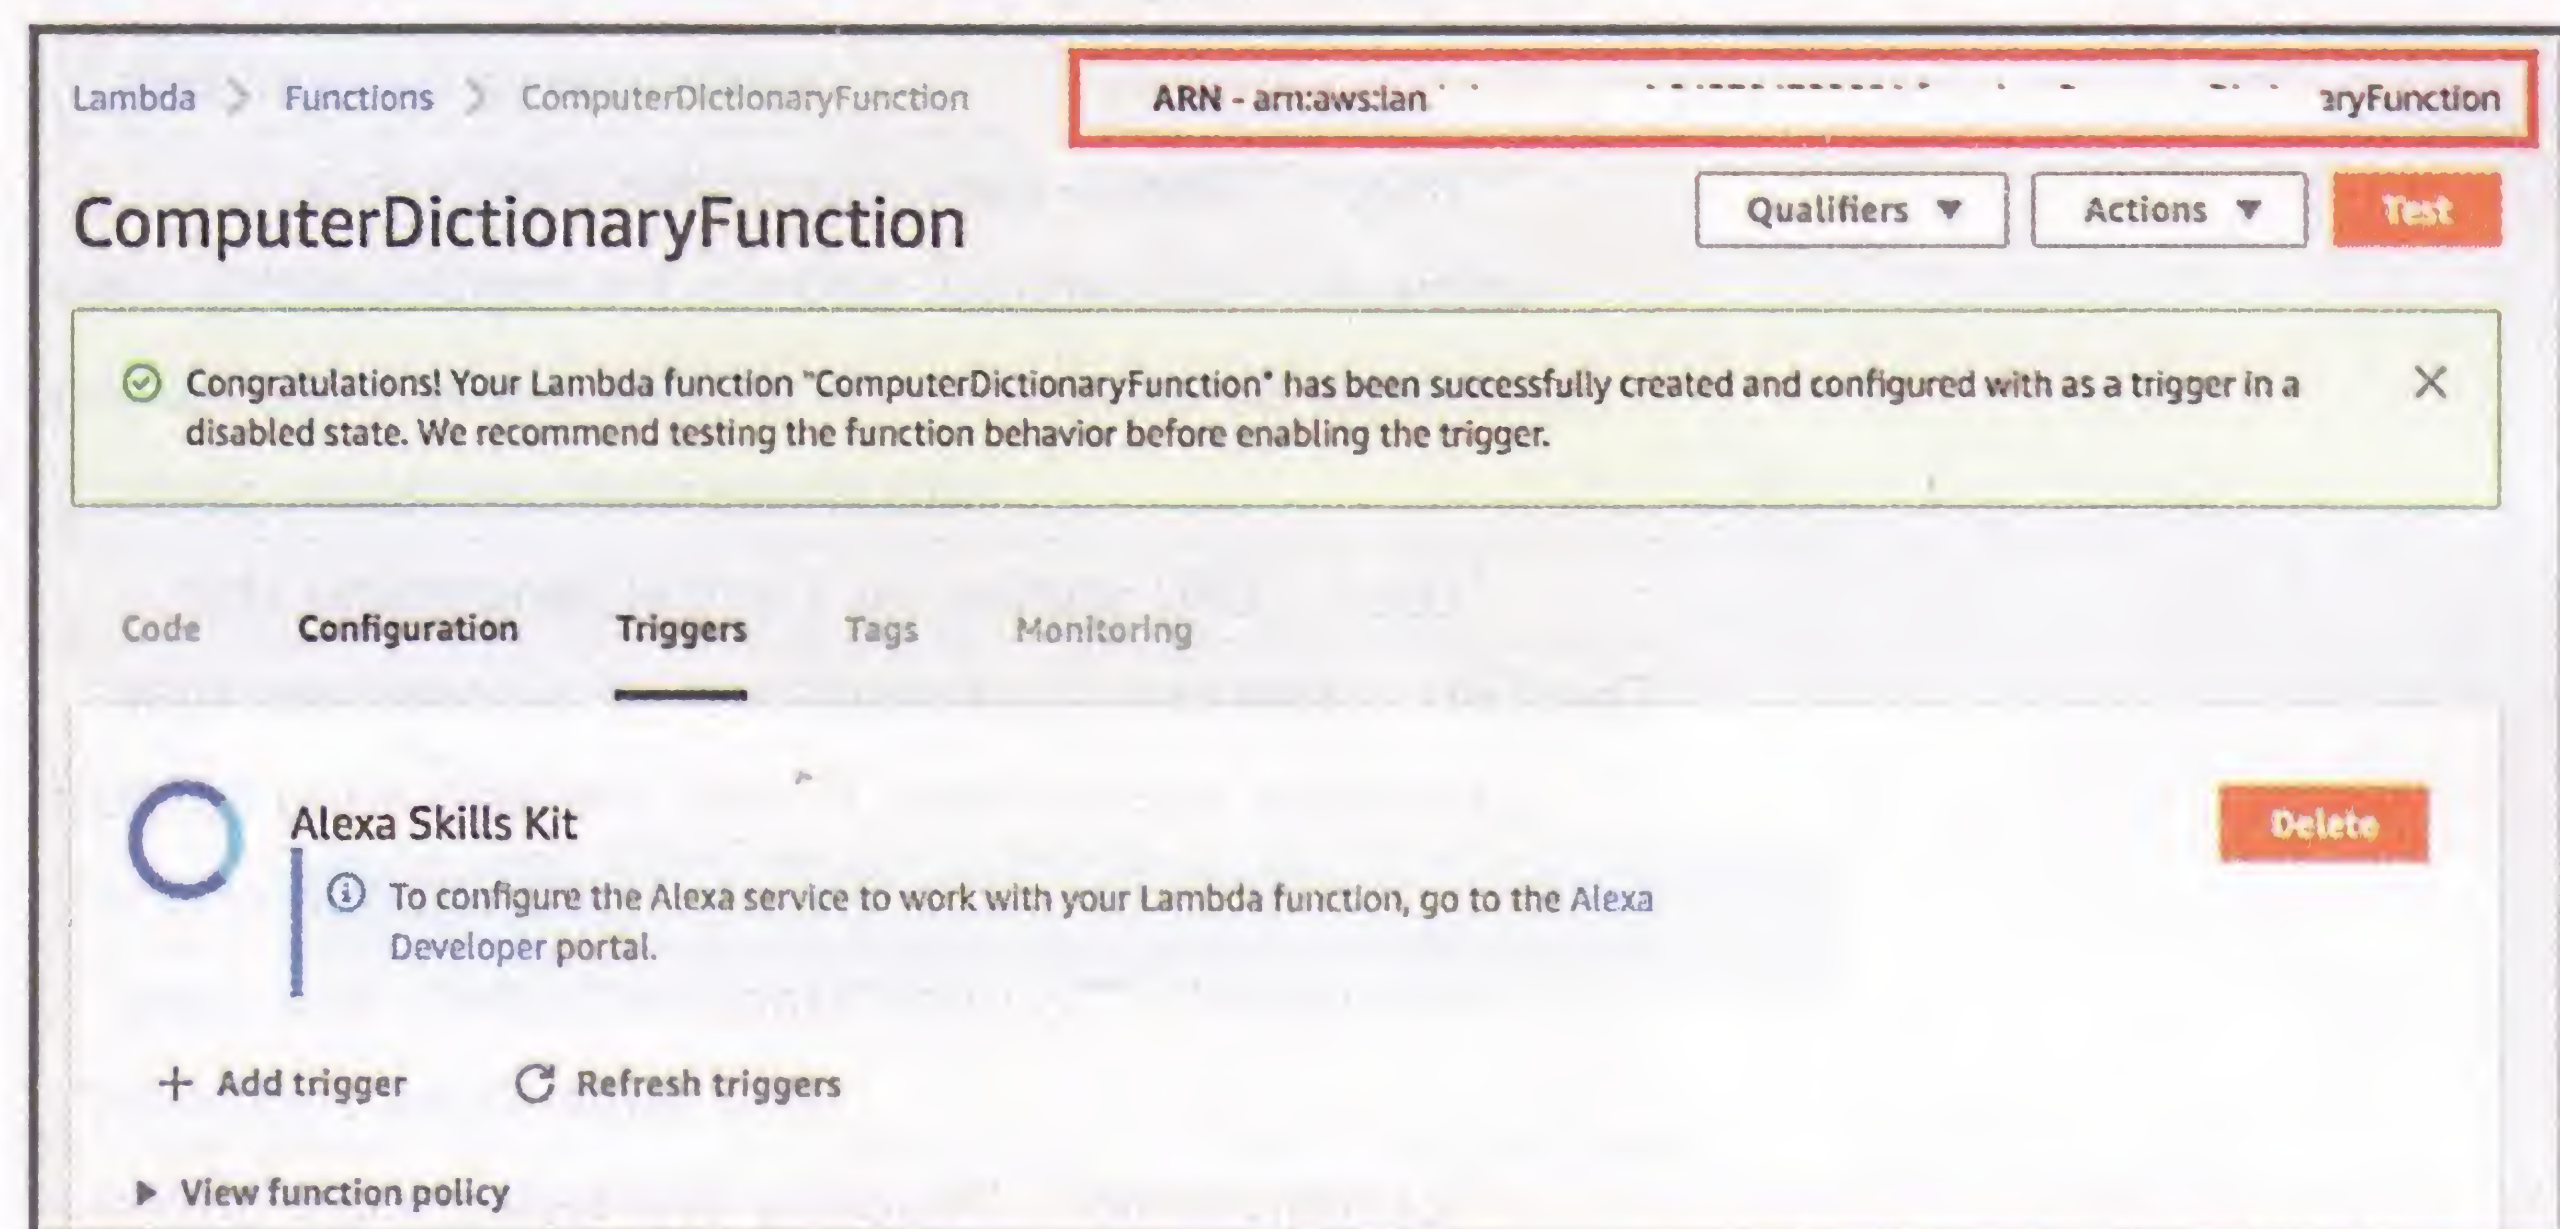 Lambda > Functions > ComputerDictionaryFunction
ARN - arn:aws:lan aryFunction
ComputerDictionaryFunction
Qualifiers ▼ Actions ▼ Test
Congratulations! Your Lambda function "ComputerDictionaryFunction" has been successfully created and configured with as a trigger in a
disabled state. We recommend testing the function behavior before enabling the trigger.
Code Configuration Triggers Tags Monitoring
Alexa Skills Kit
Delete
To configure the Alexa service to work with your Lambda function, go to the Alexa
Developer portal.
+ Add trigger Refresh triggers
View function policy